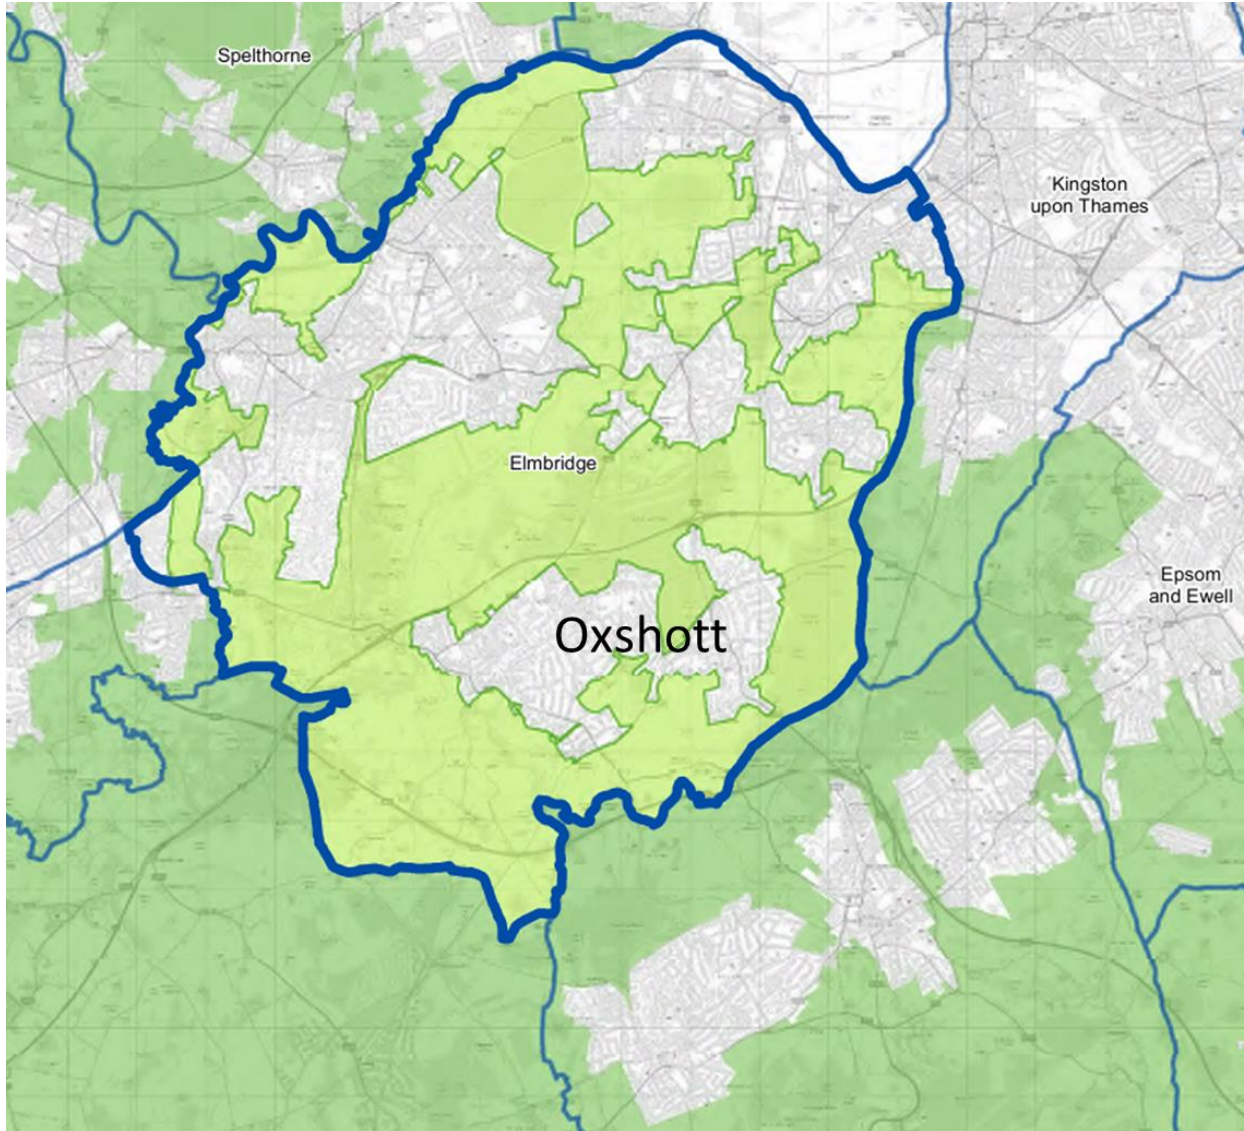 Spelthorne
Kingston
upon Thames
Elmbridge
Epsom
and Ewell
Oxshott